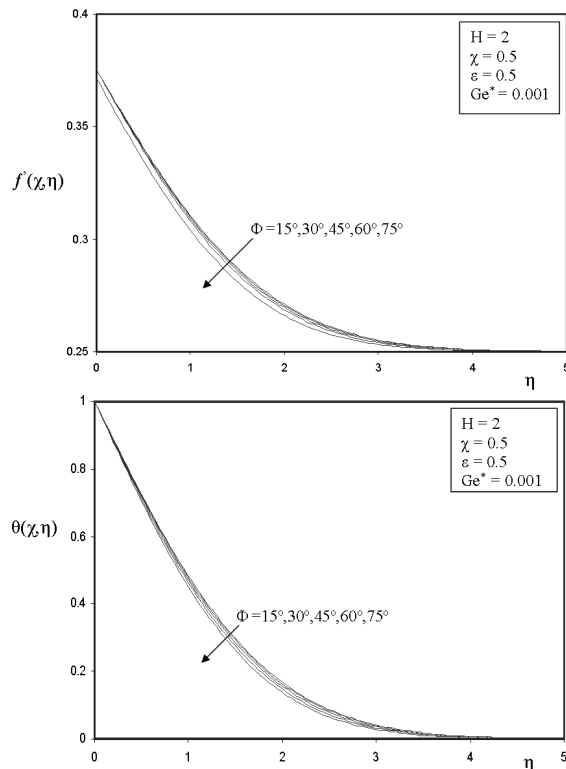 0.4
H = 2
χ = 0.5
ε = 0.5
Ge* = 0.001
0.35
f'(χ,η)
0.3
Φ =15°,30°,45°,60°,75°
0.25
0 1 2 3 4 5
η
1
H = 2
χ = 0.5
ε = 0.5
Ge* = 0.001
0.8
θ(χ,η)
0.6
0.4
Φ =15°,30°,45°,60°,75°
0.2
0
0 1 2 3 4 5
η